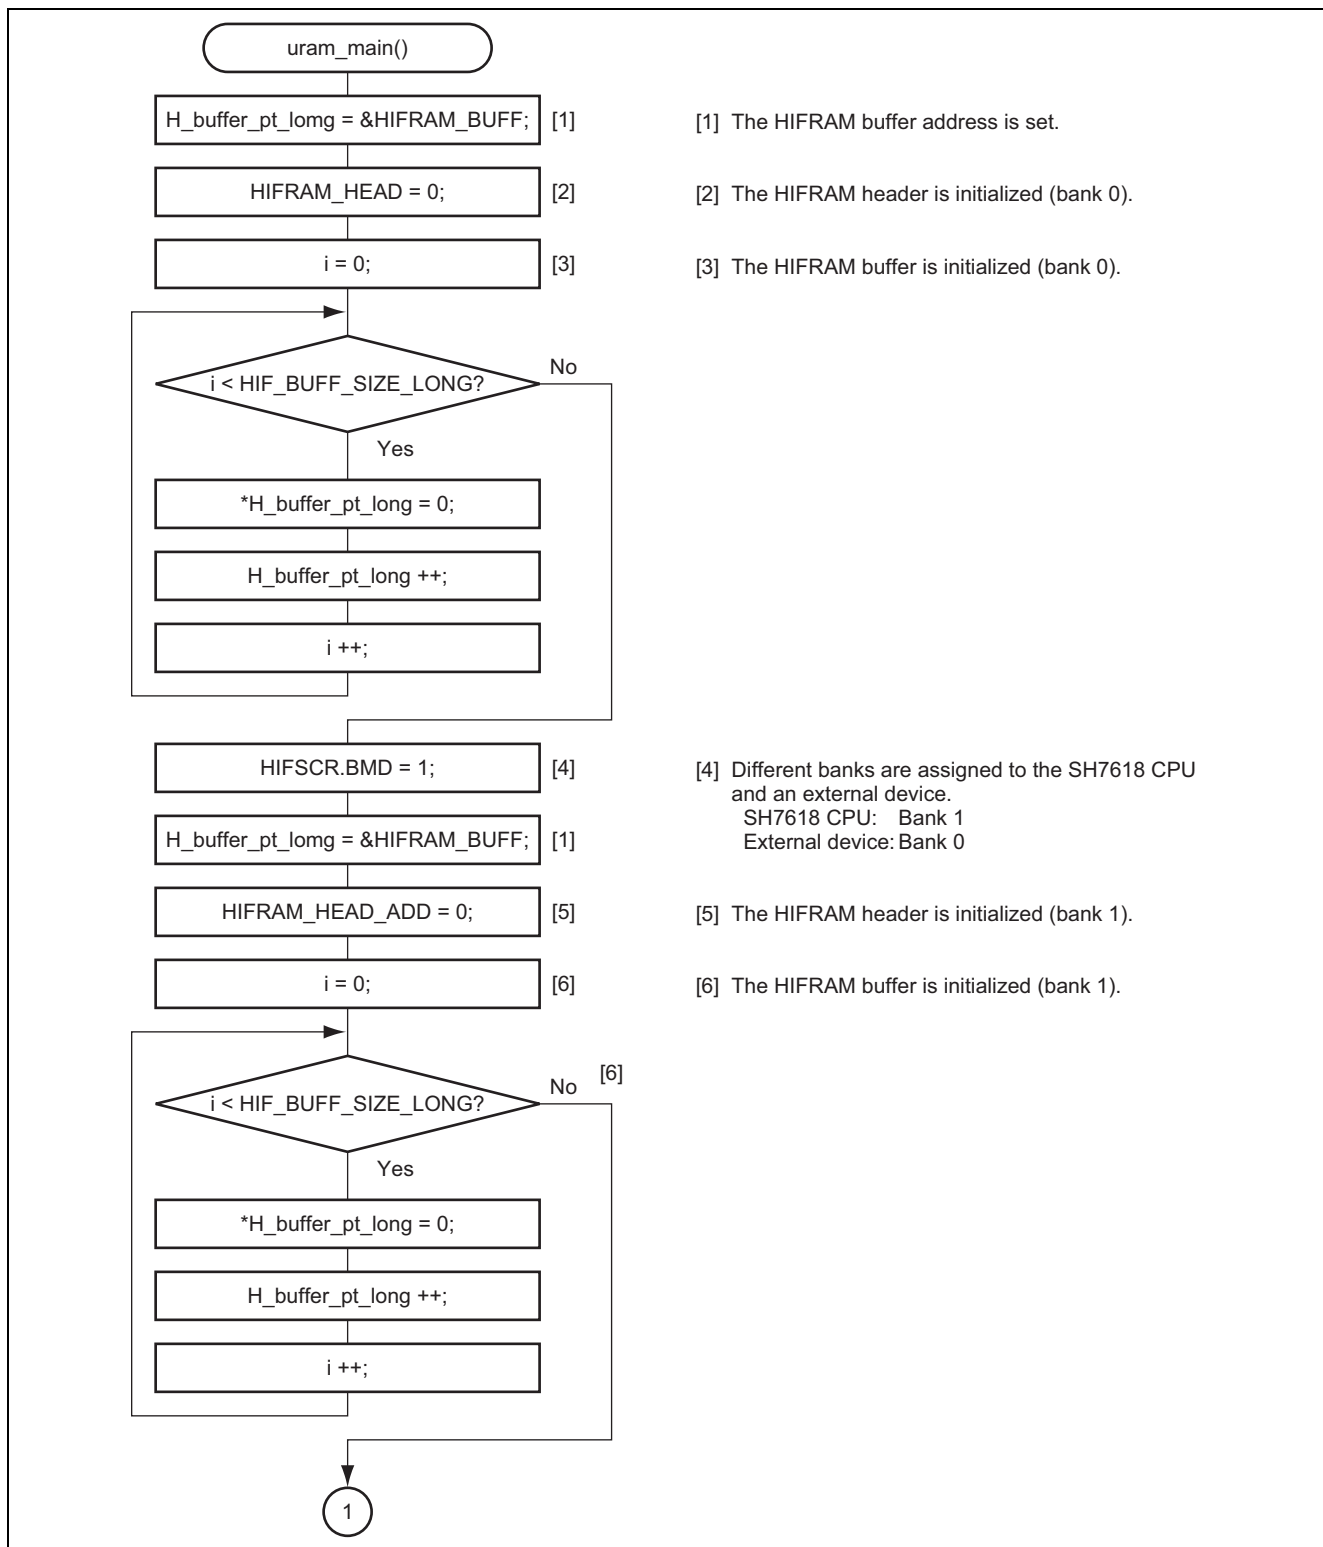 uram_main()
H_buffer_pt_lomg = &HIFRAM_BUFF; [1] [1] The HIFRAM buffer address is set.
HIFRAM_HEAD = 0; [2] [2] The HIFRAM header is initialized (bank 0).
i = 0; [3] [3] The HIFRAM buffer is initialized (bank 0).
i < HIF_BUFF_SIZE_LONG? No
Yes
*H_buffer_pt_long = 0;
H_buffer_pt_long ++;
i ++;
HIFSCR.BMD = 1; [4] [4] Different banks are assigned to the SH7618 CPU
and an external device.
SH7618 CPU: Bank 1
H_buffer_pt_lomg = &HIFRAM_BUFF; [1] External device: Bank 0
HIFRAM_HEAD_ADD = 0; [5] [5] The HIFRAM header is initialized (bank 1).
i = 0; [6] [6] The HIFRAM buffer is initialized (bank 1).
i < HIF_BUFF_SIZE_LONG? No [6]
Yes
*H_buffer_pt_long = 0;
H_buffer_pt_long ++;
i ++;
1